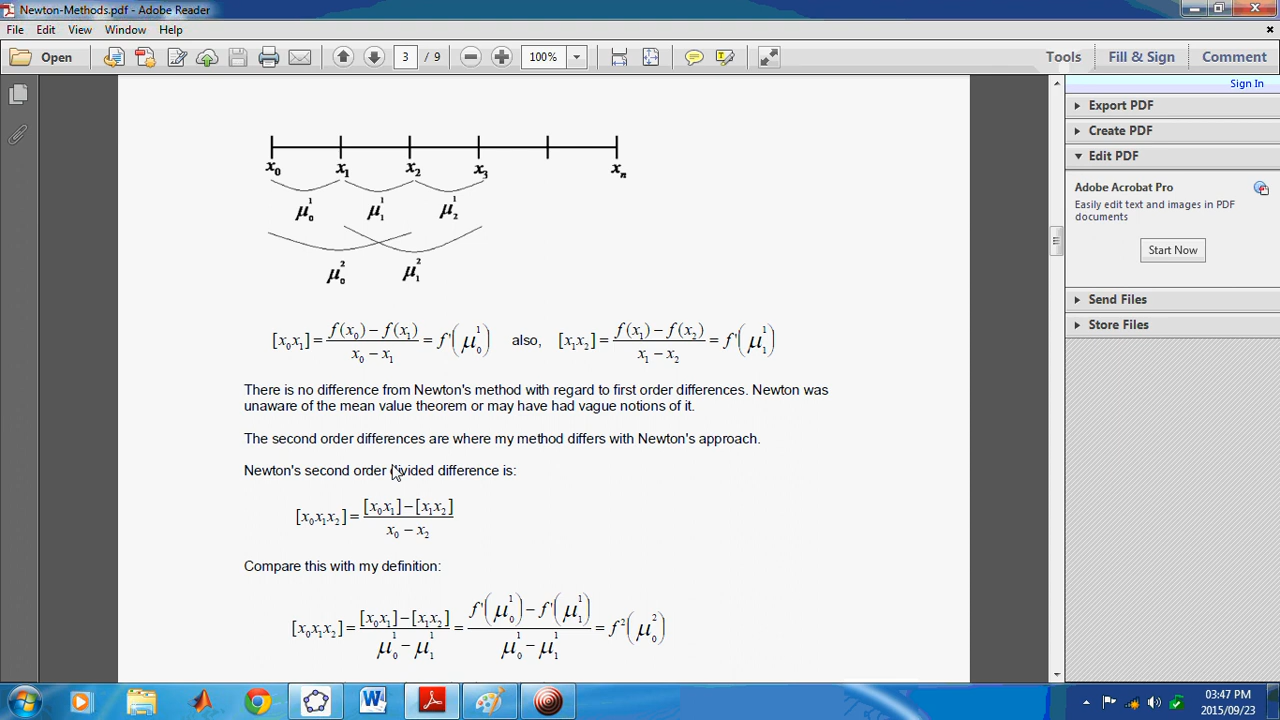 Newton-Methods.pdf - Adobe Reader
File Edit View Window Help
Open 3 / 9 100% Tools Fill & Sign Comment
Sign In
Export PDF
Create PDF
Edit PDF
Adobe Acrobat Pro
Easily edit text and images in PDF
documents
Start Now
Send Files
Store Files
x₀ x₁ x₂ x₃ xₙ
μ₀¹ μ₁¹ μ₂¹
μ₀² μ₁²
[x₀x₁] = (f(x₀) − f(x₁))/(x₀ − x₁) = f'(μ₀¹) also, [x₁x₂] = (f(x₁) − f(x₂))/(x₁ − x₂) = f'(μ₁¹)
There is no difference from Newton's method with regard to first order differences. Newton was
unaware of the mean value theorem or may have had vague notions of it.
The second order differences are where my method differs with Newton's approach.
Newton's second order divided difference is:
[x₀x₁x₂] = ([x₀x₁] − [x₁x₂])/(x₀ − x₂)
Compare this with my definition:
[x₀x₁x₂] = ([x₀x₁] − [x₁x₂])/(μ₀¹ − μ₁¹) = (f'(μ₀¹) − f'(μ₁¹))/(μ₀¹ − μ₁¹) = f²(μ₀²)
03:47 PM
2015/09/23